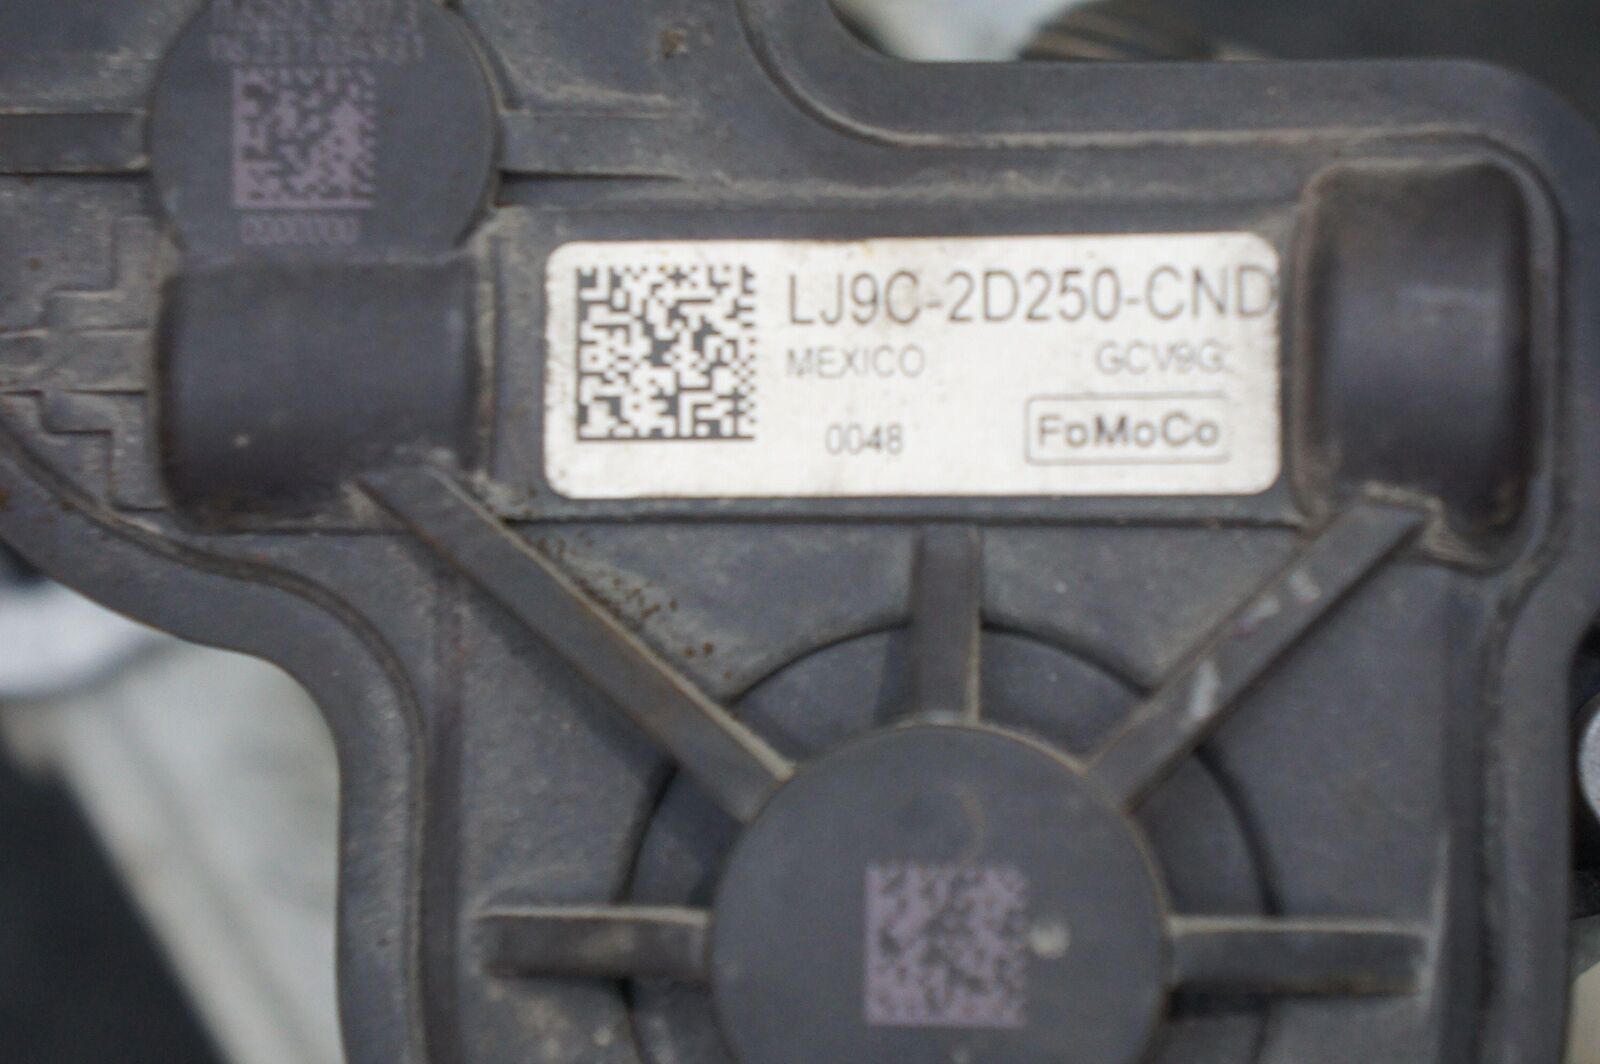 LJ9C-2D250-CND
MEXICO GCV9G
0048 FoMoCo